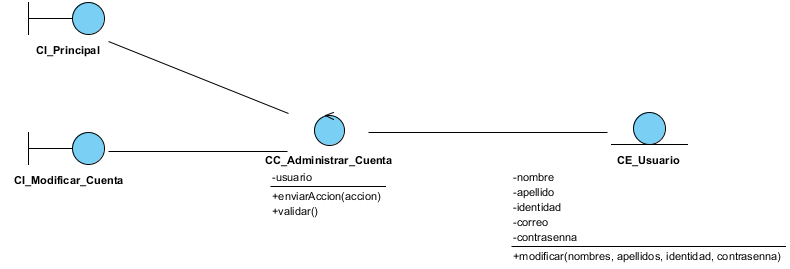 CI_Principal
CI_Modificar_Cuenta
CC_Administrar_Cuenta
-usuario
+enviarAccion(accion)
+validar()
CE_Usuario
-nombre
-apellido
-identidad
-correo
-contrasenna
+modificar(nombres, apellidos, identidad, contrasenna)